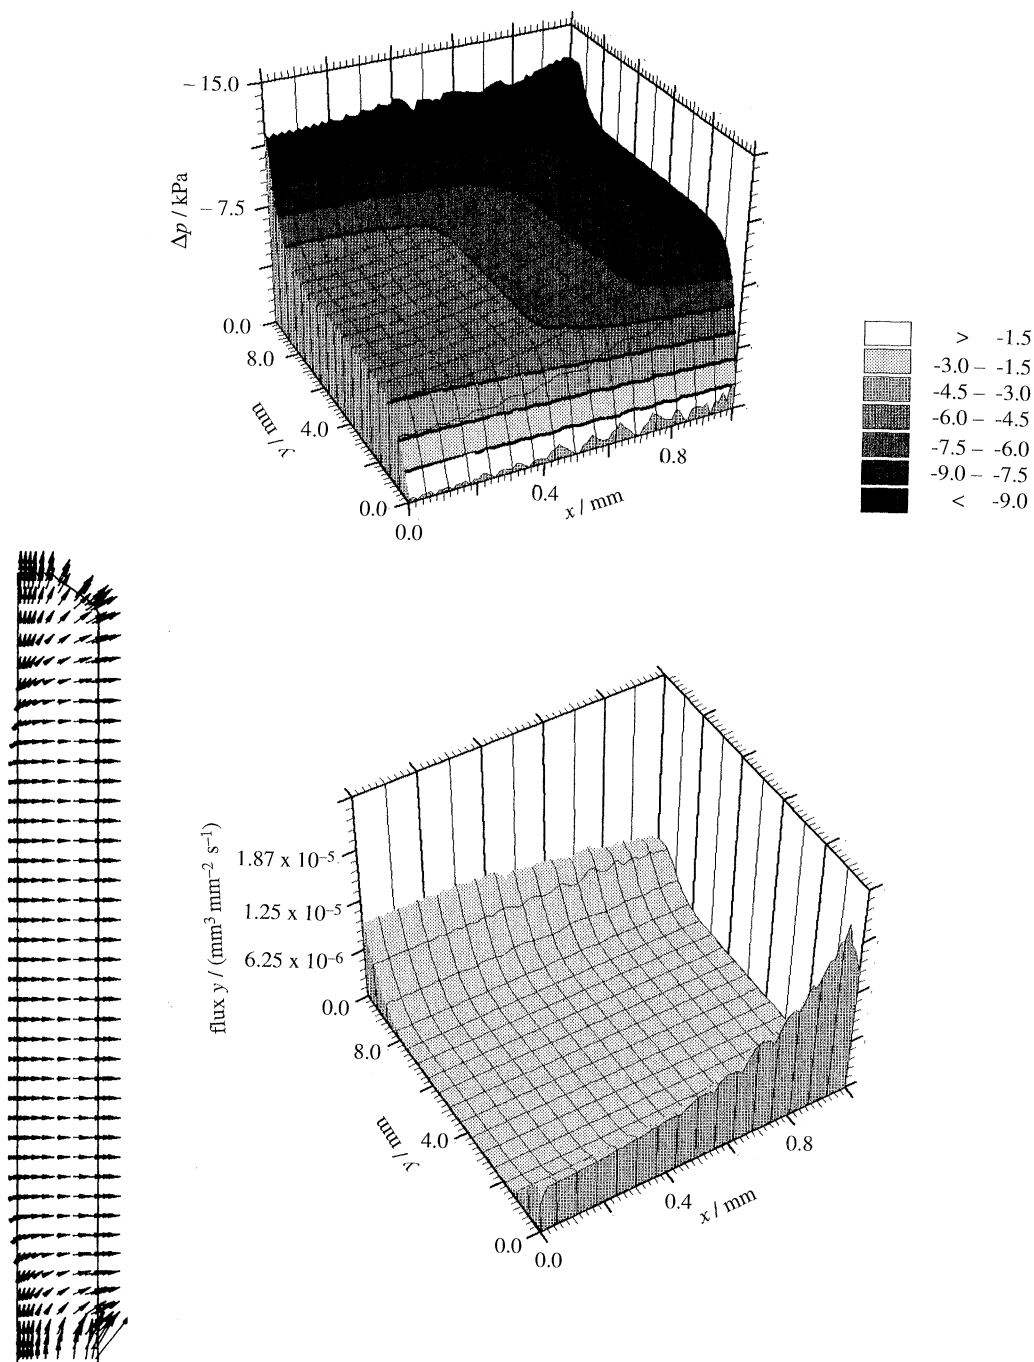 − 15.0
− 7.5
0.0
Δp / kPa
8.0
4.0
0.0
y / mm
0.0
0.4
0.8
x / mm
> -1.5
-3.0 – -1.5
-4.5 – -3.0
-6.0 – -4.5
-7.5 – -6.0
-9.0 – -7.5
< -9.0
1.87 x 10⁻⁵
1.25 x 10⁻⁵
6.25 x 10⁻⁶
0.0
flux y / (mm³ mm⁻² s⁻¹)
8.0
4.0
0.0
y / mm
0.0
0.4
0.8
x / mm